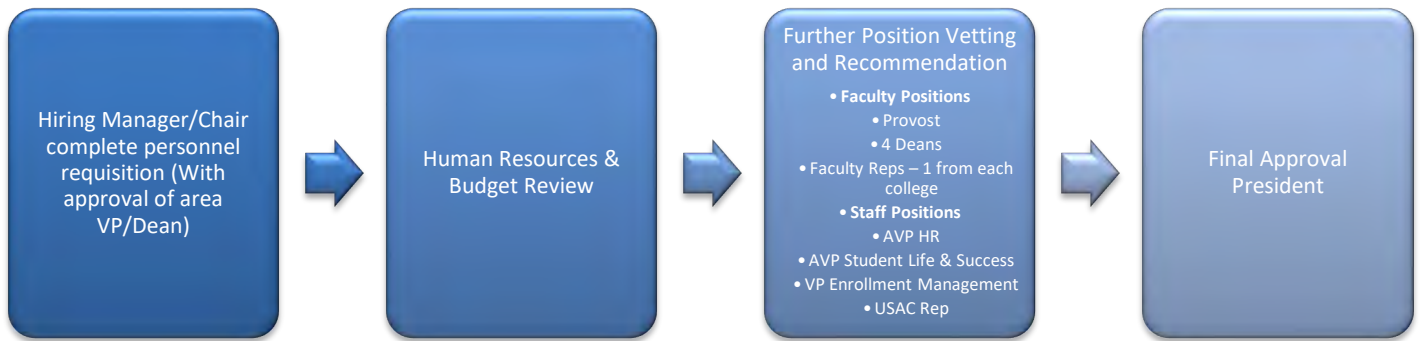 Hiring Manager/Chair
complete personnel
requisition (With
approval of area
VP/Dean)
Human Resources &
Budget Review
Further Position Vetting
and Recommendation
• Faculty Positions
• Provost
• 4 Deans
• Faculty Reps – 1 from each
college
• Staff Positions
• AVP HR
• AVP Student Life & Success
• VP Enrollment Management
• USAC Rep
Final Approval
President